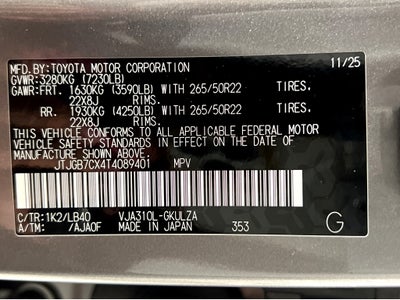 MFD.BY:TOYOTA MOTOR CORPORATION 11/25
GVWR:3280KG (7230LB)
GAWR:FRT. 1630KG (3590LB) WITH 265/50R22 TIRES.
22X8J RIMS.
RR. 1930KG (4250LB) WITH 265/50R22 TIRES.
22X8J RIMS.
THIS VEHICLE CONFORMS TO ALL APPLICABLE FEDERAL MOTOR
VEHICLE SAFETY STANDARDS IN EFFECT ON THE DATE OF
MANUFACTURE SHOWN ABOVE.
JTJGB7CX4T4089401 MPV
C/TR:1K2/LB40 VJA310L-GKULZA
A/TM: /AJA0F MADE IN JAPAN 353 G